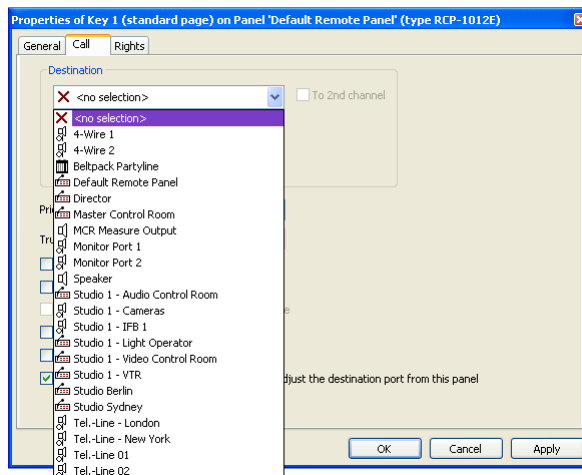 Properties of Key 1 (standard page) on Panel 'Default Remote Panel' (type RCP-1012E)
General Call Rights
Destination
<no selection> To 2nd channel
<no selection>
4-Wire 1
4-Wire 2
Beltpack Partyline
Default Remote Panel
Director
Master Control Room
MCR Measure Output
Monitor Port 1
Monitor Port 2
Speaker
Studio 1 - Audio Control Room
Studio 1 - Cameras
Studio 1 - IFB 1
Studio 1 - Light Operator
Studio 1 - Video Control Room
Studio 1 - VTR
djust the destination port from this panel
Studio Berlin
Studio Sydney
Tel.-Line - London
Tel.-Line - New York
Tel.-Line 01
Tel.-Line 02
OK Cancel Apply